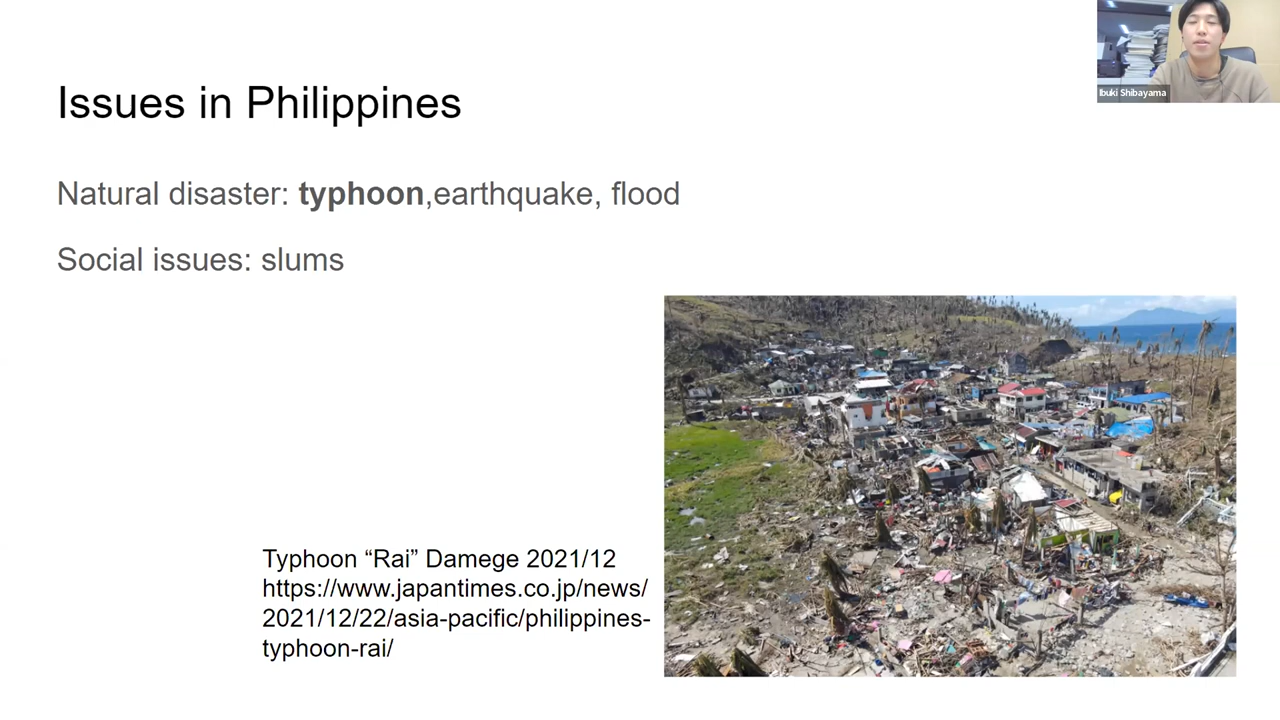 Ibuki Shibayama
Issues in Philippines
Natural disaster: typhoon,earthquake, flood
Social issues: slums
Typhoon “Rai” Damege 2021/12
https://www.japantimes.co.jp/news/
2021/12/22/asia-pacific/philippines-
typhoon-rai/